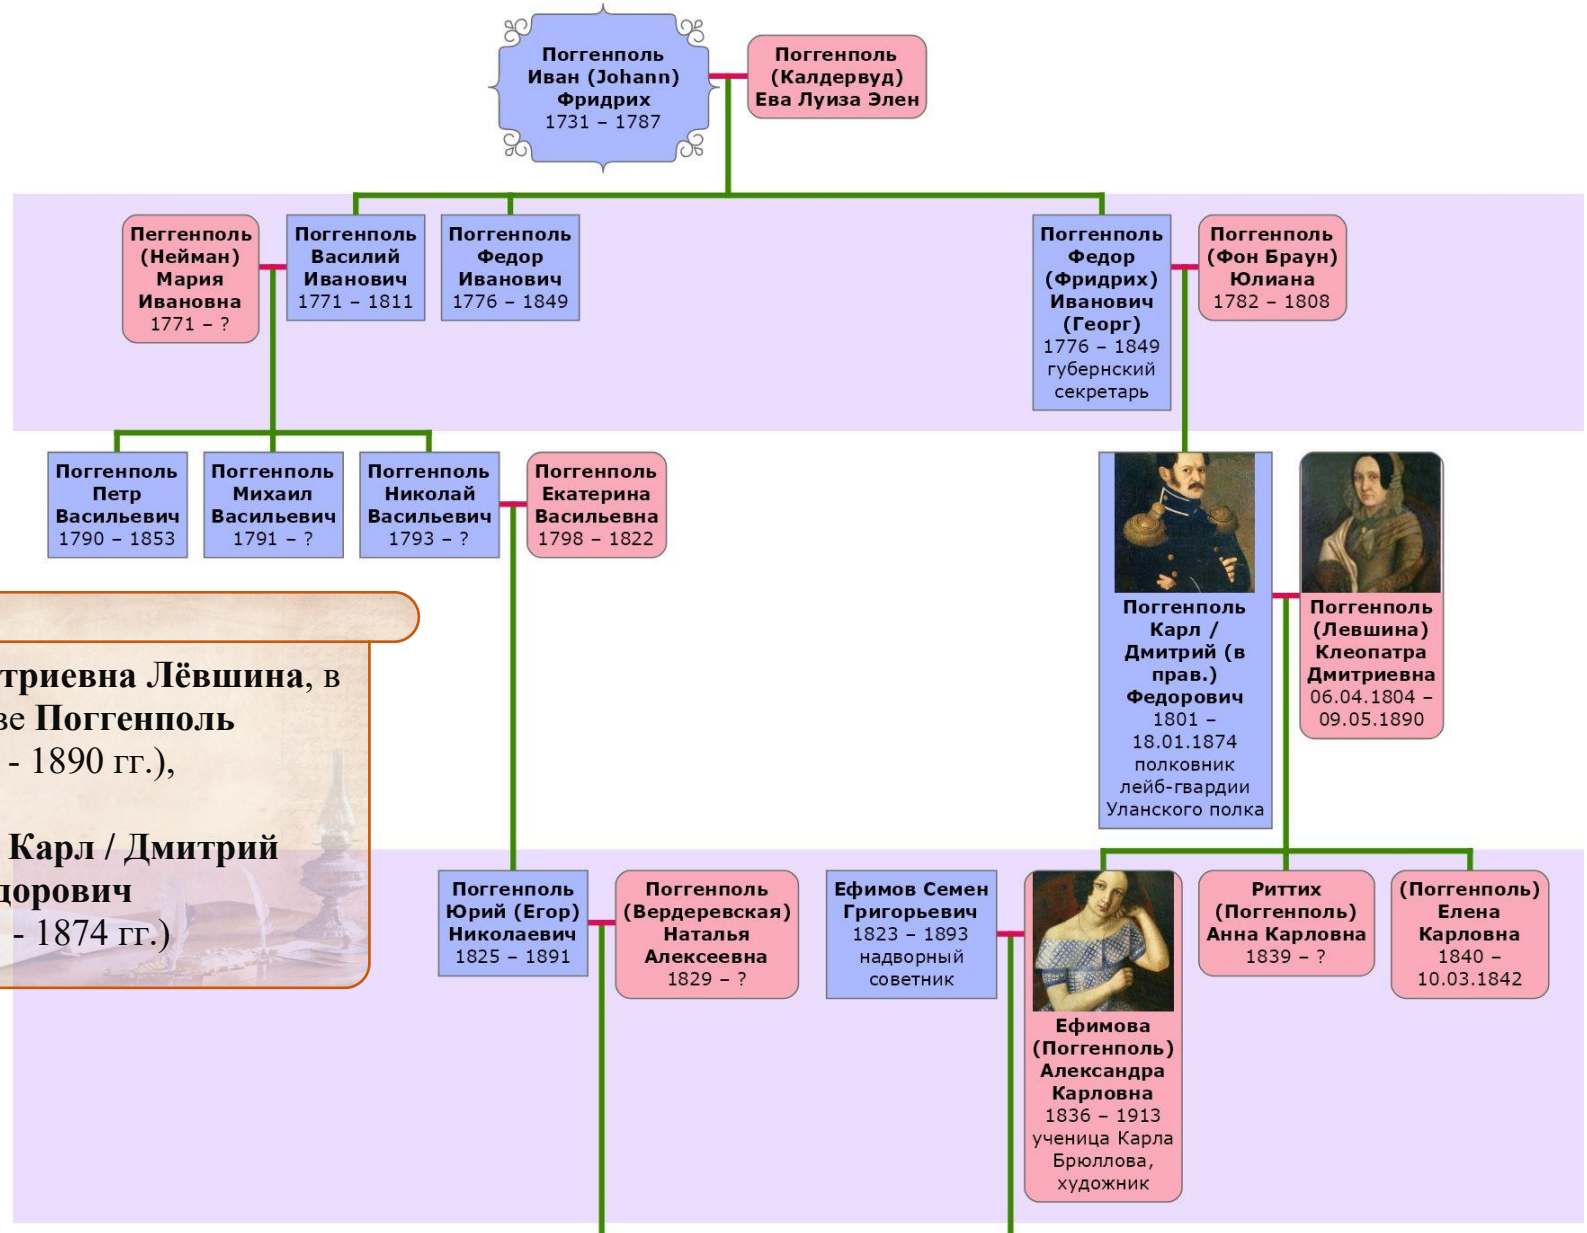 Поггенполь
Иван (Johann)
Фридрих
1731 – 1787
Поггенполь
(Калдервуд)
Ева Луиза Элен
Пеггенполь
(Нейман)
Мария
Ивановна
1771 – ?
Поггенполь
Василий
Иванович
1771 – 1811
Поггенполь
Федор
Иванович
1776 – 1849
Поггенполь
Федор
(Фридрих)
Иванович
(Георг)
1776 – 1849
губернский
секретарь
Поггенполь
(Фон Браун)
Юлиана
1782 – 1808
Поггенполь
Петр
Васильевич
1790 – 1853
Поггенполь
Михаил
Васильевич
1791 – ?
Поггенполь
Николай
Васильевич
1793 – ?
Поггенполь
Екатерина
Васильевна
1798 – 1822
Поггенполь
Карл /
Дмитрий (в
прав.)
Федорович
1801 –
18.01.1874
полковник
лейб-гвардии
Уланского полка
Поггенполь
(Левшина)
Клеопатра
Дмитриевна
06.04.1804 –
09.05.1890
триевна Лёвшина, в
ве Поггенполь
- 1890 гг.),
Карл / Дмитрий
дорович
- 1874 гг.)
Поггенполь
Юрий (Егор)
Николаевич
1825 – 1891
Поггенполь
(Вердеревская)
Наталья
Алексеевна
1829 – ?
Ефимов Семен
Григорьевич
1823 – 1893
надворный
советник
Ефимова
(Поггенполь)
Александра
Карловна
1836 – 1913
ученица Карла
Брюллова,
художник
Риттих
(Поггенполь)
Анна Карловна
1839 – ?
(Поггенполь)
Елена
Карловна
1840 –
10.03.1842